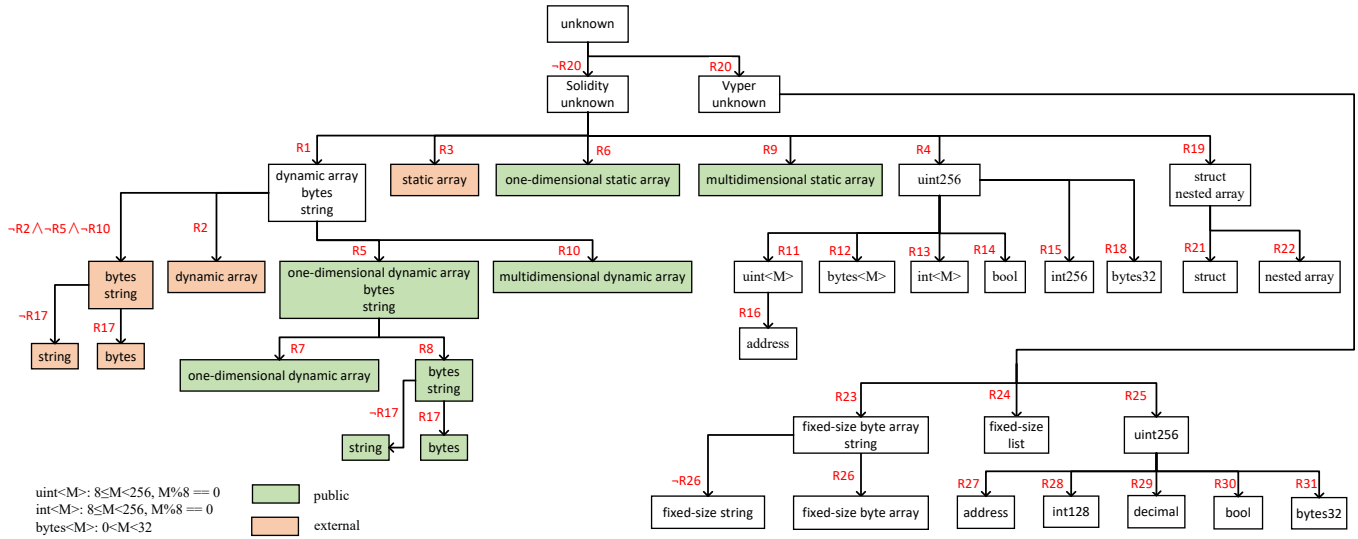 unknown
¬R20
R20
Solidity
unknown
Vyper
unknown
R1
R3
R6
R9
R4
R19
dynamic array
bytes
string
static array
one-dimensional static array
multidimensional static array
uint256
struct
nested array
¬R2∧¬R5∧¬R10
R2
R5
R10
R11
R12
R13
R14
R15
R18
R21
R22
bytes
string
dynamic array
one-dimensional dynamic array
bytes
string
multidimensional dynamic array
uint<M>
bytes<M>
int<M>
bool
int256
bytes32
struct
nested array
¬R17
R17
R16
string
bytes
address
R7
R8
one-dimensional dynamic array
bytes
string
¬R17
R17
string
bytes
R23
R24
R25
fixed-size byte array
string
fixed-size
list
uint256
¬R26
R26
R27
R28
R29
R30
R31
fixed-size string
fixed-size byte array
address
int128
decimal
bool
bytes32
uint<M>: 8≤M<256, M%8 == 0
int<M>: 8≤M<256, M%8 == 0
bytes<M>: 0<M<32
public
external